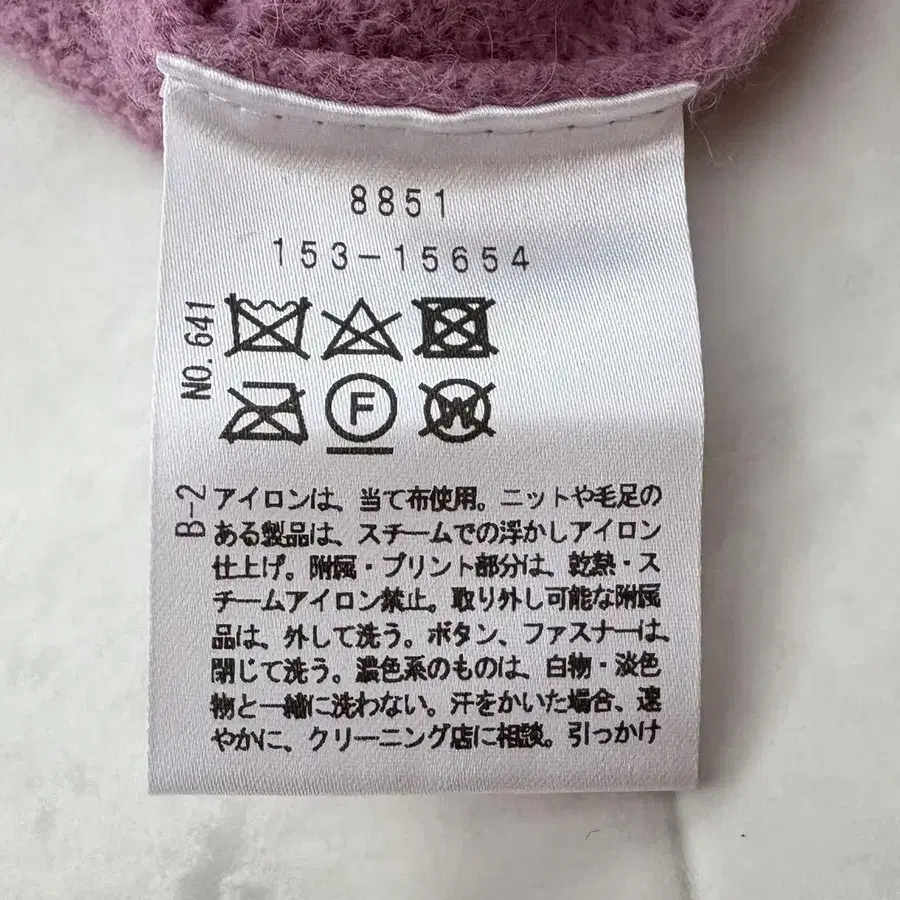 8851
153-15654
NO.641
F
W
B-2
アイロンは、当て布使用。ニットや毛足の
ある製品は、スチームでの浮かしアイロン
仕上げ。附属・プリント部分は、乾熱・ス
チームアイロン禁止。取り外し可能な附属
品は、外して洗う。ボタン、ファスナーは、
閉じて洗う。濃色系のものは、白物・淡色
物と一緒に洗わない。汗をかいた場合、速
やかに、クリーニング店に相談。引っかけ